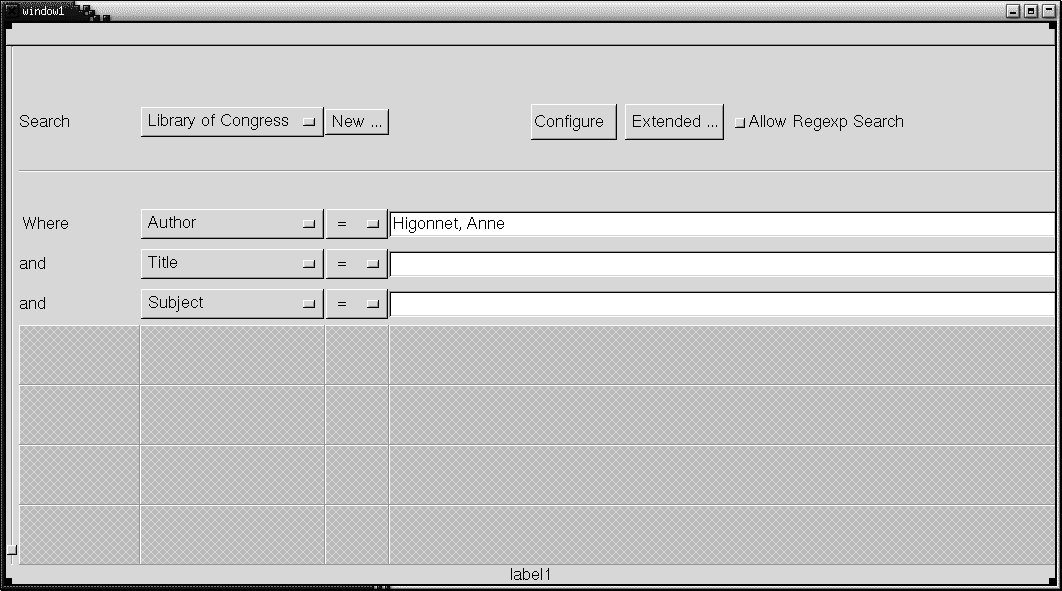 window1
Search Library of Congress New ... Configure Extended ... Allow Regexp Search
Where Author = Higonnet, Anne
and Title =
and Subject =
label1